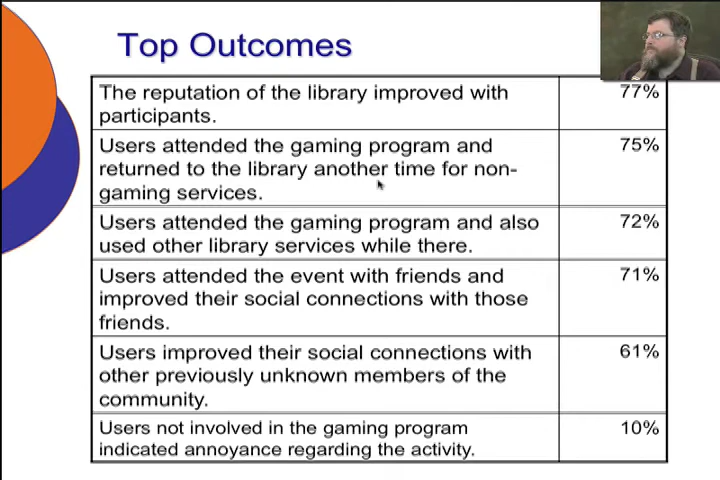 Top Outcomes
The reputation of the library improved with
participants.
77%
Users attended the gaming program and
returned to the library another time for non-
gaming services.
75%
Users attended the gaming program and also
used other library services while there.
72%
Users attended the event with friends and
improved their social connections with those
friends.
71%
Users improved their social connections with
other previously unknown members of the
community.
61%
Users not involved in the gaming program
indicated annoyance regarding the activity.
10%